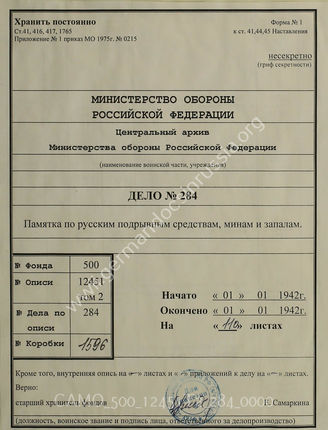 Хранить постоянно
Ст.41, 416, 417, 1765
Приложение № 1 приказ МО 1975г. № 0215
Форма № 1
к ст. 41,44,45 Наставления
несекретно
(гриф секретности)
МИНИСТЕРСТВО ОБОРОНЫ
РОССИЙСКОЙ ФЕДЕРАЦИИ
Центральный архив
Министерства обороны Российской Федерации
(наименование воинской части, учреждения)
ДЕЛО № 284
Памятка по русским подрывным средствам, минам и запалам.
№ Фонда 500
№ Описи 12451
том 2
№ Дела по описи 284
№ Коробки 1596
Начато « 01 » 01 1942г.
Окончено « 01 » 01 1942г.
На «110» листах
Кроме того, внутренняя опись на «—» листах и «—» приложений к делу на «—» листах.
Верно:
старший хранитель фондов Самаркина
(должность, воинское звание и подпись лица, ответственного за делопроизводство)
www.germandocsinrussia.org